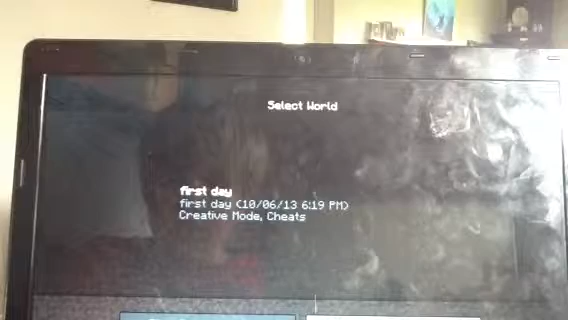 Select World
first day
first day (10/06/13 6:19 PM)
Creative Mode, Cheats